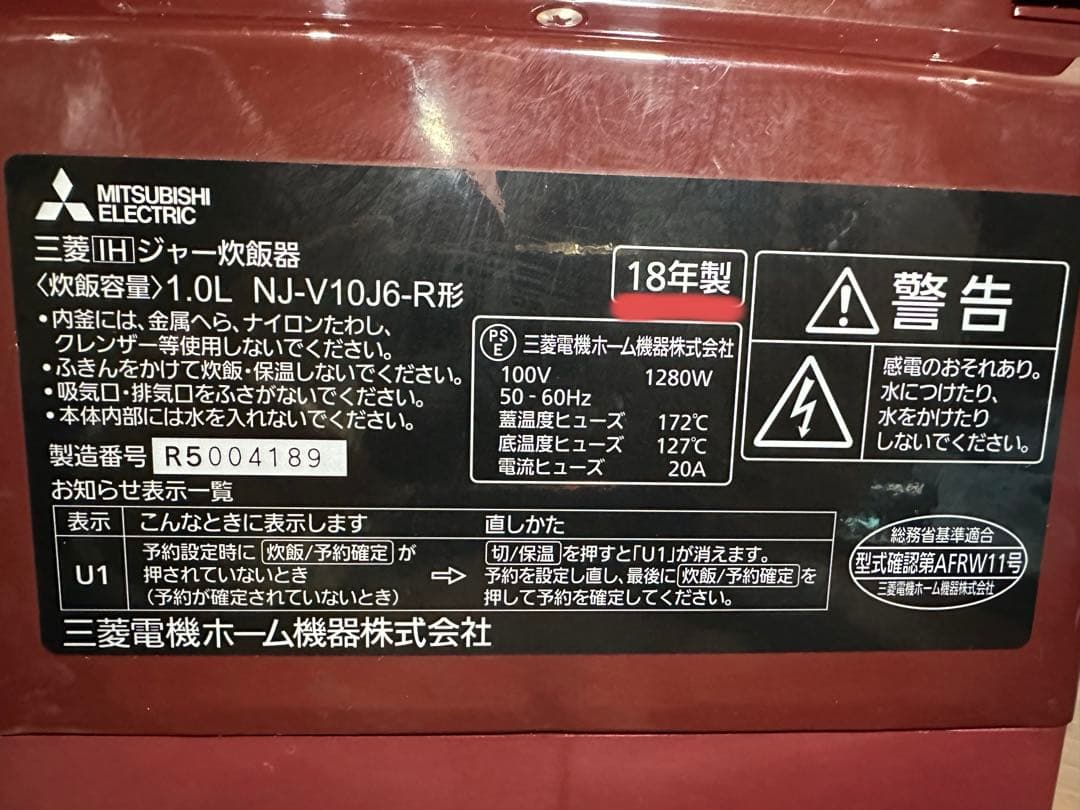 MITSUBISHI
ELECTRIC
三菱IHジャー炊飯器
〈炊飯容量〉1.0L NJ-V10J6-R形
18年製
・内釜には、金属へら、ナイロンたわし、
クレンザー等使用しないでください。
・ふきんをかけて炊飯・保温しないでください。
・吸気口・排気口をふさがないでください。
・本体内部には水を入れないでください。
製造番号 R5004189
PS
E
三菱電機ホーム機器株式会社
100V 1280W
50-60Hz
蓋温度ヒューズ 172℃
底温度ヒューズ 127℃
電流ヒューズ 20A
警告
感電のおそれあり。
水につけたり、
水をかけたり
しないでください。
お知らせ表示一覧
表示 こんなときに表示します 直しかた
U1
予約設定時に 炊飯/予約確定 が
押されていないとき
(予約が確定されていないとき)
⇨
切/保温 を押すと「U1」が消えます。
予約を設定し直し、最後に 炊飯/予約確定 を
押して予約を確定してください。
総務省基準適合
型式確認第AFRW11号
三菱電機ホーム機器株式会社
三菱電機ホーム機器株式会社